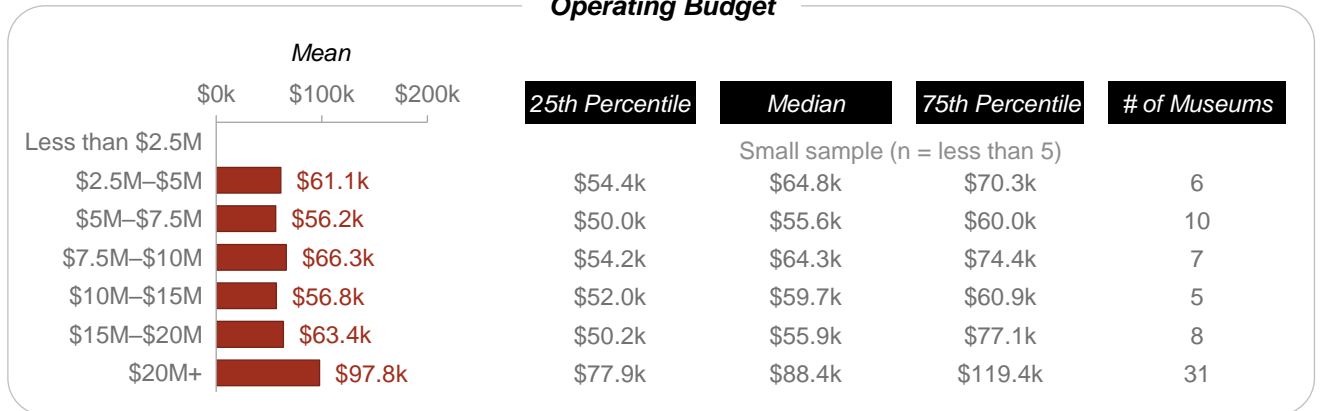 Operating Budget
Mean
$0k $100k $200k
25th Percentile Median 75th Percentile # of Museums
Less than $2.5M Small sample (n = less than 5)
$2.5M–$5M $61.1k $54.4k $64.8k $70.3k 6
$5M–$7.5M $56.2k $50.0k $55.6k $60.0k 10
$7.5M–$10M $66.3k $54.2k $64.3k $74.4k 7
$10M–$15M $56.8k $52.0k $59.7k $60.9k 5
$15M–$20M $63.4k $50.2k $55.9k $77.1k 8
$20M+ $97.8k $77.9k $88.4k $119.4k 31